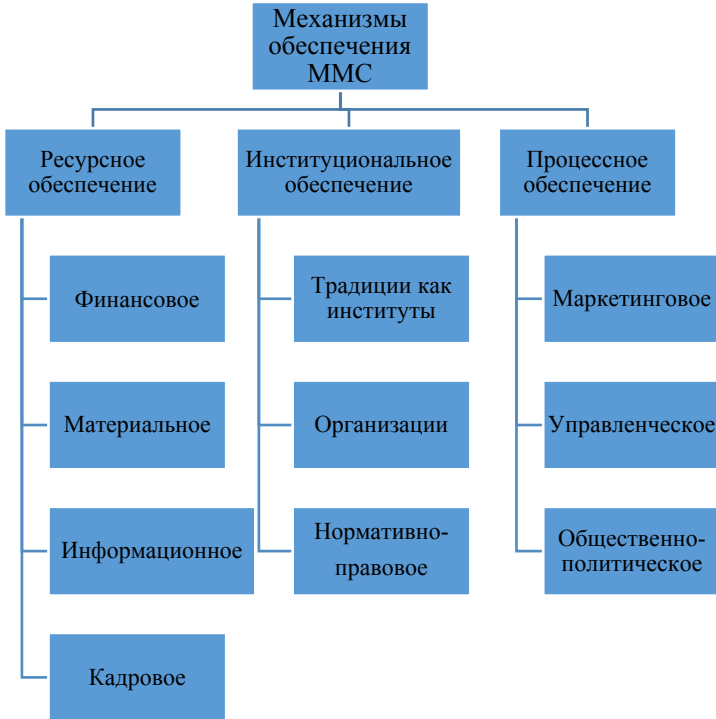 Механизмы
обеспечения
ММС
Ресурсное
обеспечение
Институциональное
обеспечение
Процессное
обеспечение
Финансовое
Традиции как
институты
Маркетинговое
Материальное
Организации
Управленческое
Информационное
Нормативно-
правовое
Общественно-
политическое
Кадровое